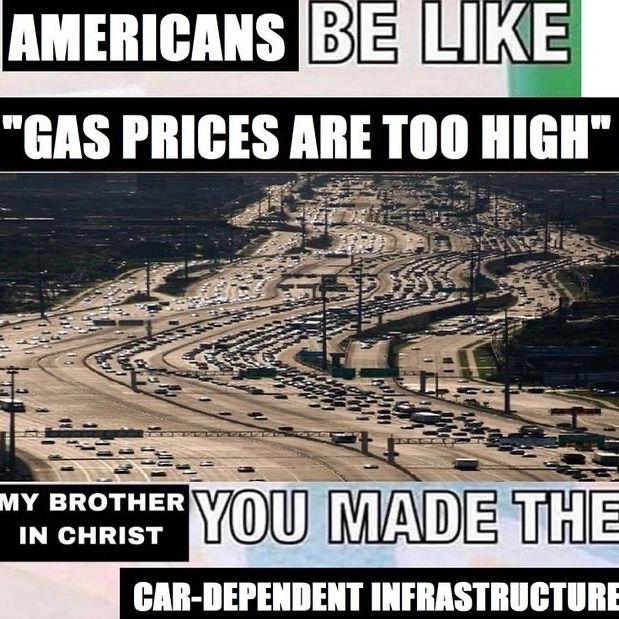 AMERICANS BE LIKE
"GAS PRICES ARE TOO HIGH"
MY BROTHER
IN CHRIST
YOU MADE THE
CAR-DEPENDENT INFRASTRUCTURE